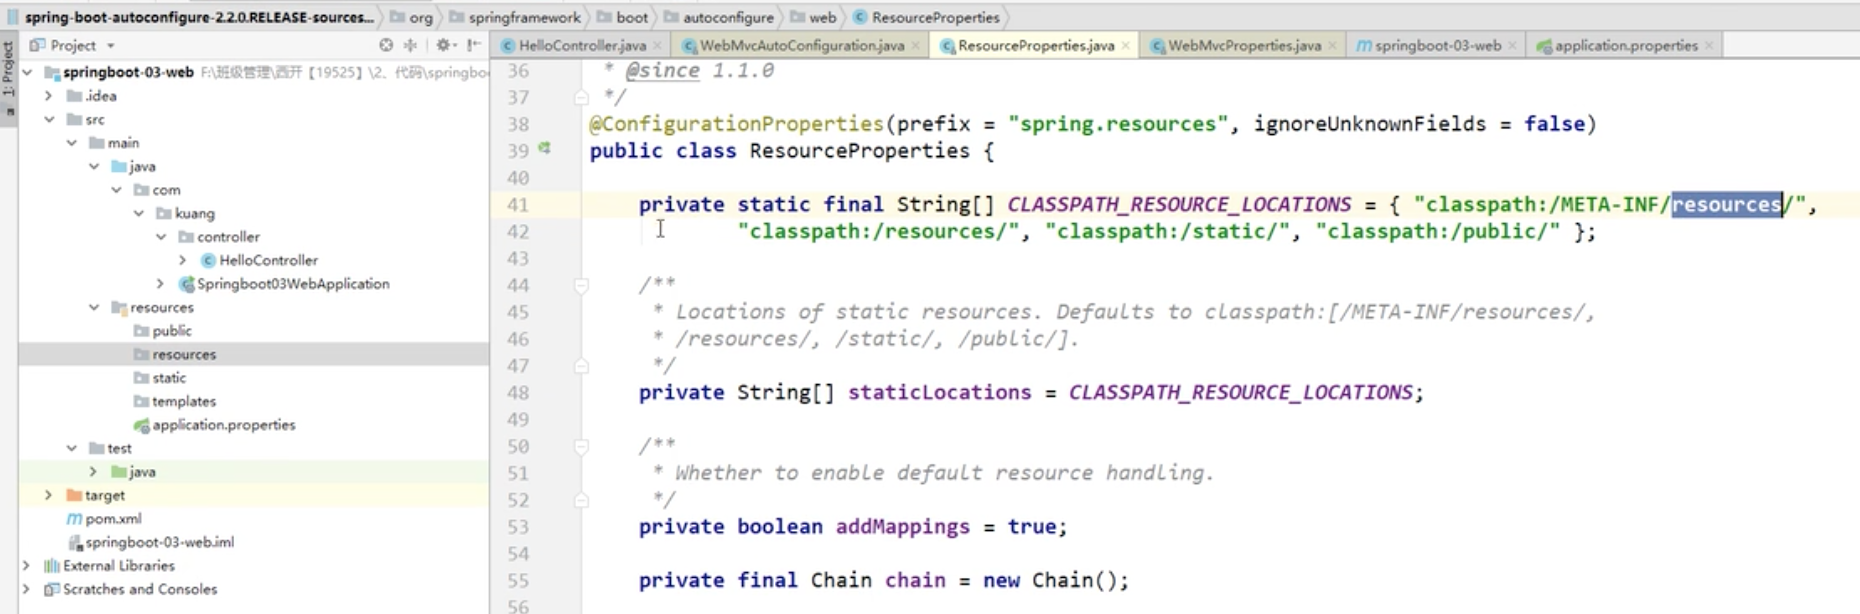 spring-boot-autoconfigure-2.2.0.RELEASE-sources... org springframework boot autoconfigure web ResourceProperties
1: Project
Project
HelloController.java WebMvcAutoConfiguration.java ResourceProperties.java WebMvcProperties.java springboot-03-web application.properties
springboot-03-web F:\班级管理\西开【19525】\2、代码\springbo
.idea
src
main
java
com
kuang
controller
HelloController
Springboot03WebApplication
resources
public
resources
static
templates
application.properties
test
java
target
pom.xml
springboot-03-web.iml
External Libraries
Scratches and Consoles
36 * @since 1.1.0
37 */
38 @ConfigurationProperties(prefix = "spring.resources", ignoreUnknownFields = false)
39 public class ResourceProperties {
40
41 private static final String[] CLASSPATH_RESOURCE_LOCATIONS = { "classpath:/META-INF/resources/",
42 "classpath:/resources/", "classpath:/static/", "classpath:/public/" };
43
44 /**
45 * Locations of static resources. Defaults to classpath:[/META-INF/resources/,
46 * /resources/, /static/, /public/].
47 */
48 private String[] staticLocations = CLASSPATH_RESOURCE_LOCATIONS;
49
50 /**
51 * Whether to enable default resource handling.
52 */
53 private boolean addMappings = true;
54
55 private final Chain chain = new Chain();
56